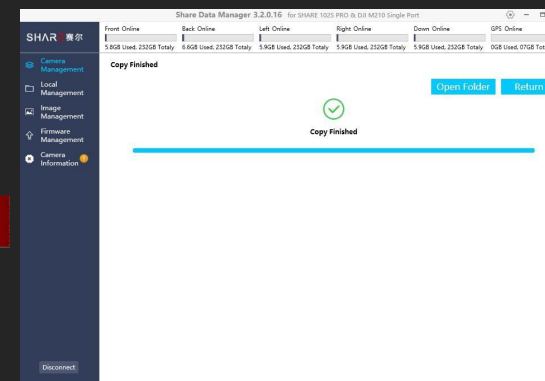 Share Data Manager 3.2.0.16 for SHARE 102S PRO & DJI M210 Single Port
SHARE 赛尔
Front Online
Back Online
Left Online
Right Online
Down Online
GPS Online
5.8GB Used, 232GB Totaly
6.6GB Used, 232GB Totaly
5.9GB Used, 232GB Totaly
5.9GB Used, 232GB Totaly
5.9GB Used, 232GB Totaly
0GB Used, 07GB Tot
Camera
Management
Local
Management
Image
Management
Firmware
Management
Camera
Information
Copy Finished
Open Folder
Return
Copy Finished
Disconnect